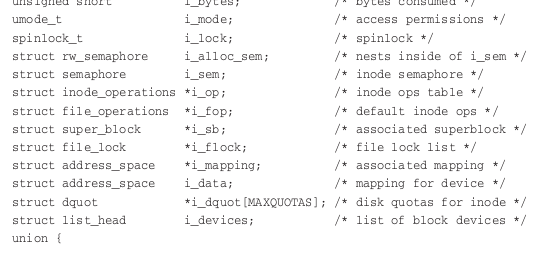 unsigned short i_bytes; /* bytes consumed */
umode_t i_mode; /* access permissions */
spinlock_t i_lock; /* spinlock */
struct rw_semaphore i_alloc_sem; /* nests inside of i_sem */
struct semaphore i_sem; /* inode semaphore */
struct inode_operations *i_op; /* inode ops table */
struct file_operations *i_fop; /* default inode ops */
struct super_block *i_sb; /* associated superblock */
struct file_lock *i_flock; /* file lock list */
struct address_space *i_mapping; /* associated mapping */
struct address_space i_data; /* mapping for device */
struct dquot *i_dquot[MAXQUOTAS]; /* disk quotas for inode */
struct list_head i_devices; /* list of block devices */
union {